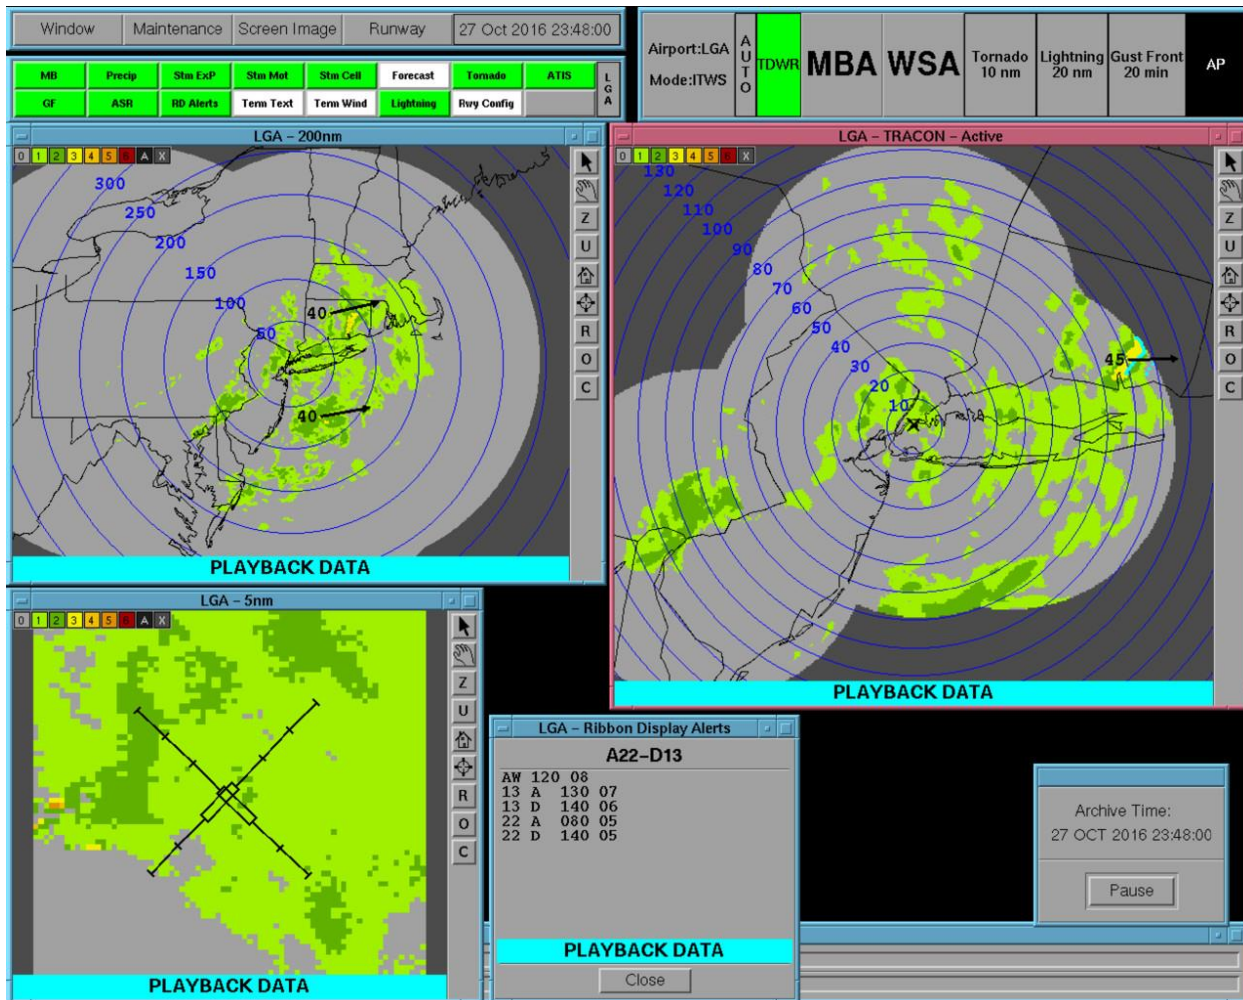 Window Maintenance Screen Image Runway 27 Oct 2016 23:48:00
MB Precip Stm ExP Stm Mot Stm Cell Forecast Tornado ATIS
GF ASR RD Alerts Term Text Term Wind Lightning Rwy Config
LGA
Airport:LGA
Mode:ITWS
AUTO
TDWR
MBA WSA
Tornado
10 nm
Lightning
20 nm
Gust Front
20 min
AP
LGA - 200nm
0 1 2 3 4 5 6 A X
300
250
200
150
100
50
40
40
Z
U
R
O
C
PLAYBACK DATA
LGA - TRACON - Active
0 1 2 3 4 5 6 X
130
120
110
100
90
80
70
60
50
40
30
20
10
45
Z
U
R
O
C
PLAYBACK DATA
LGA - 5nm
0 1 2 3 4 5 6 A X
Z
U
R
O
C
PLAYBACK DATA
LGA - Ribbon Display Alerts
A22-D13
AW 120 08
13 A 130 07
13 D 140 06
22 A 080 05
22 D 140 05
PLAYBACK DATA
Close
Archive Time:
27 OCT 2016 23:48:00
Pause